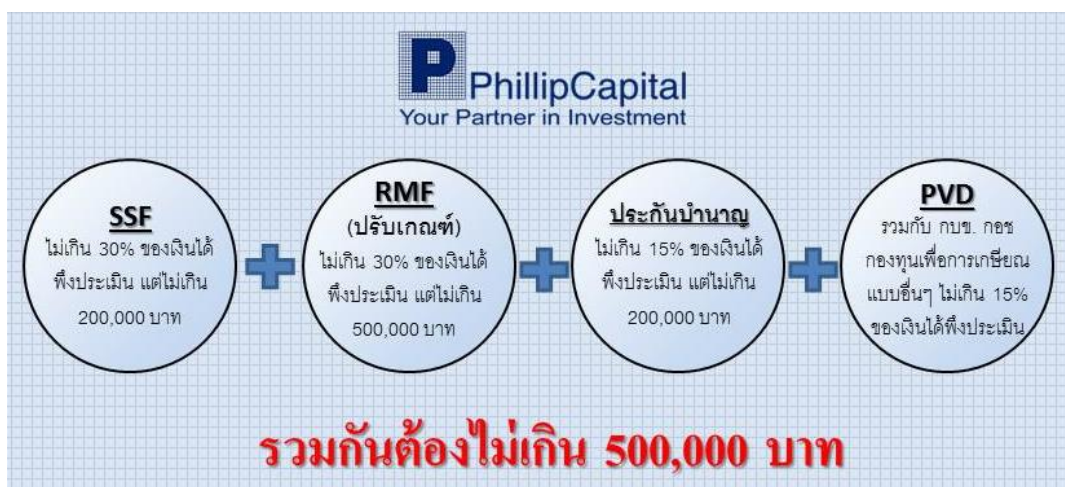 P PhillipCapital
Your Partner in Investment
SSF
ไม่เกิน 30% ของเงินได้
พึงประเมิน แต่ไม่เกิน
200,000 บาท
RMF
(ปรับเกณฑ์)
ไม่เกิน 30% ของเงินได้
พึงประเมิน แต่ไม่เกิน
500,000 บาท
ประกันบำนาญ
ไม่เกิน 15% ของเงินได้
พึงประเมิน แต่ไม่เกิน
200,000 บาท
PVD
รวมกับ กบข. กอช
กองทุนเพื่อการเกษียณ
แบบอื่นๆ ไม่เกิน 15%
ของเงินได้พึงประเมิน
รวมกันต้องไม่เกิน 500,000 บาท